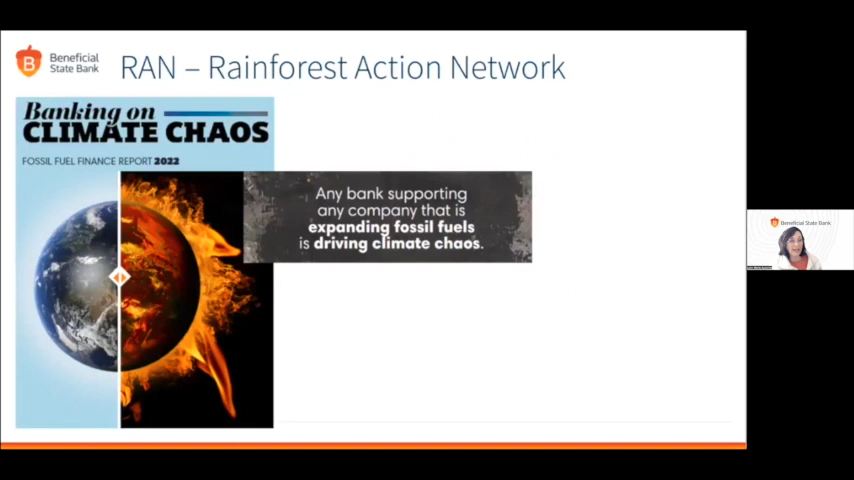 Beneficial
State Bank
RAN – Rainforest Action Network
Banking on
CLIMATE CHAOS
FOSSIL FUEL FINANCE REPORT 2022
Any bank supporting
any company that is
expanding fossil fuels
is driving climate chaos.
Beneficial State Bank